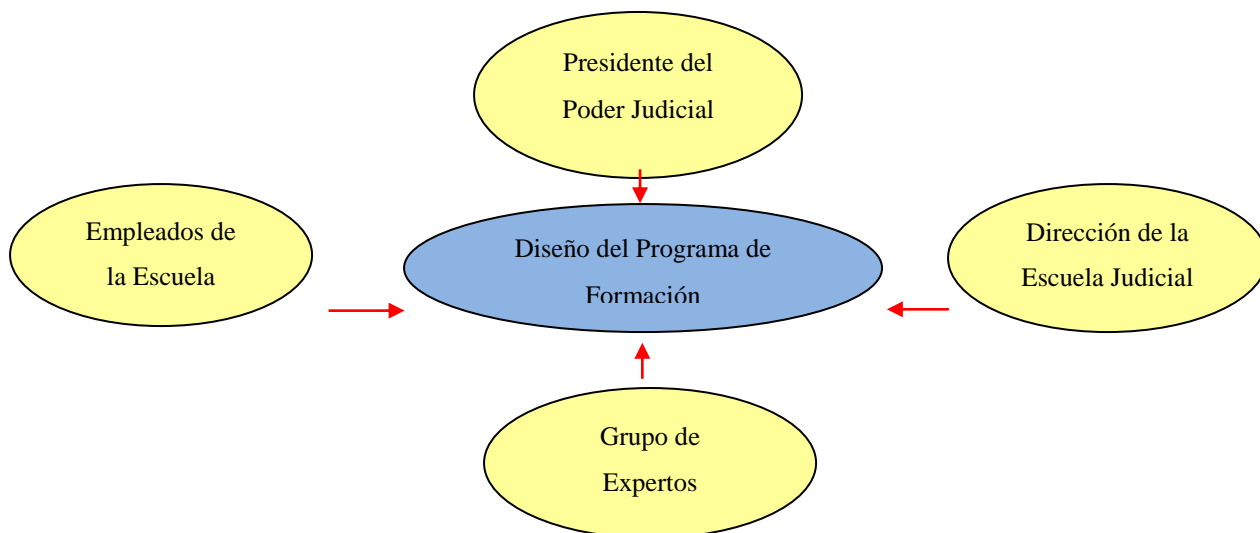 Presidente del
Poder Judicial
Empleados de
la Escuela
Diseño del Programa de
Formación
Dirección de la
Escuela Judicial
Grupo de
Expertos